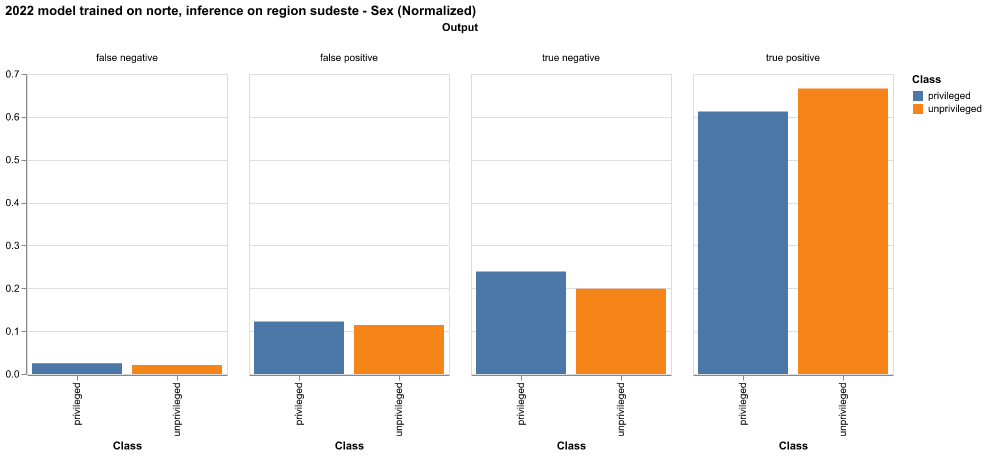 2022 model trained on norte, inference on region sudeste - Sex (Normalized)
Output
false negative
false positive
true negative
true positive
0.7
0.6
0.5
0.4
0.3
0.2
0.1
0.0
privileged
unprivileged
privileged
unprivileged
privileged
unprivileged
privileged
unprivileged
Class
Class
Class
Class
Class
privileged
unprivileged